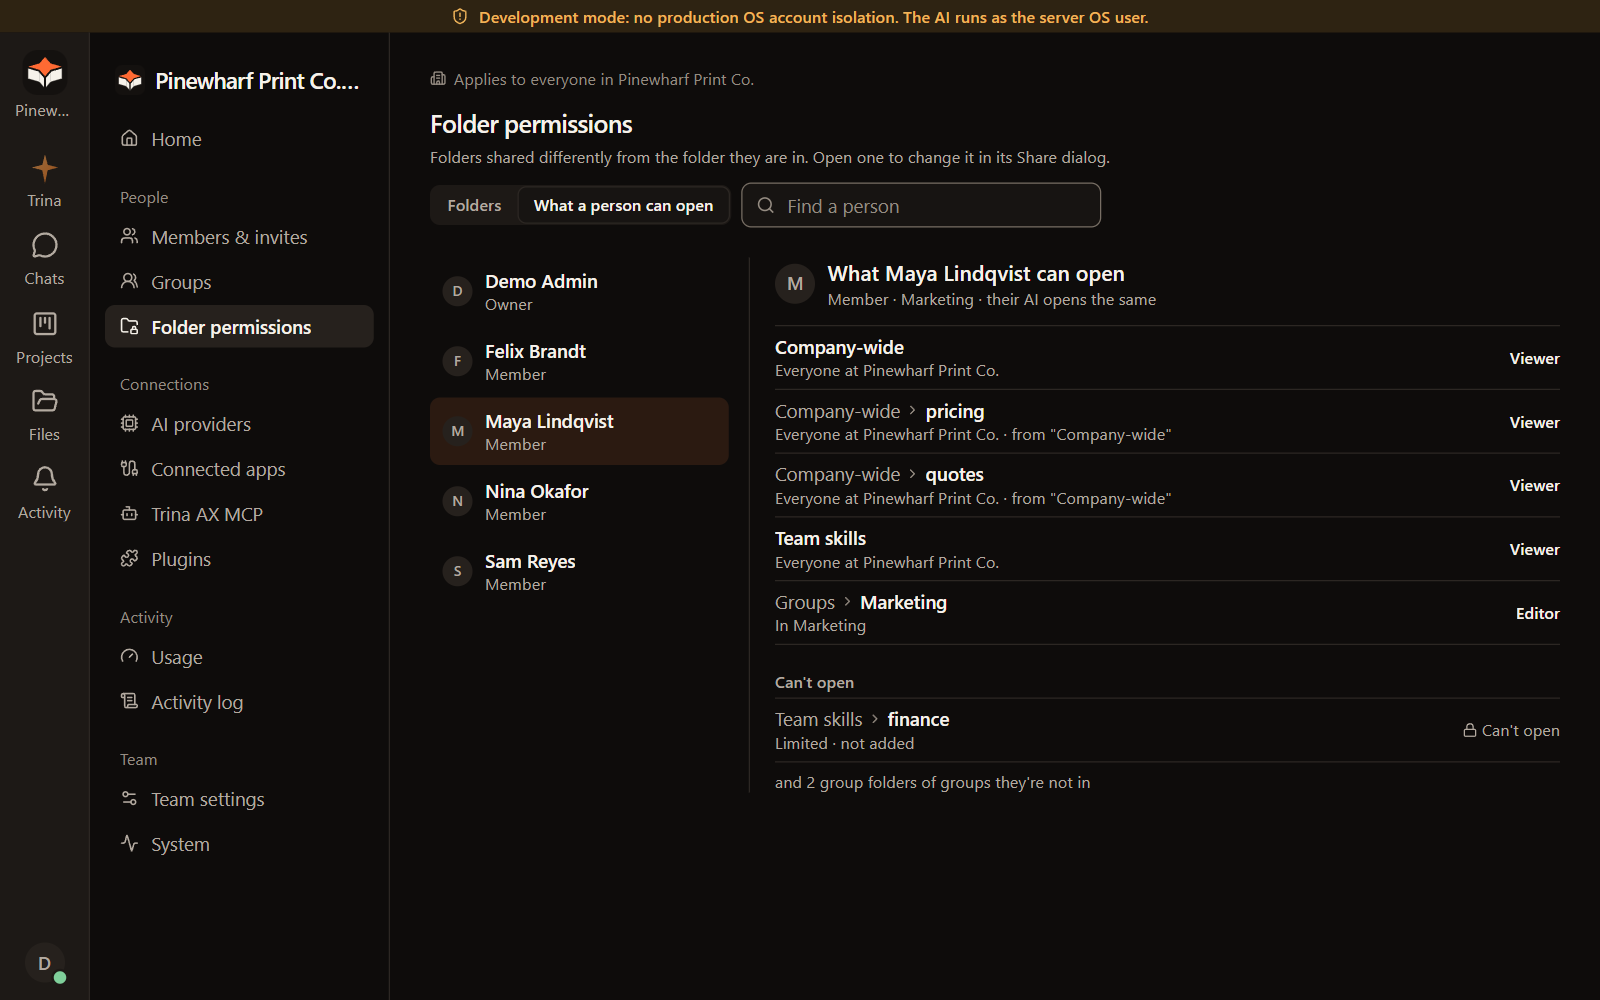 Development mode: no production OS account isolation. The AI runs as the server OS user.
Pinew...
Trina
Chats
Projects
Files
Activity
D
Pinewharf Print Co....
Home
People
Members & invites
Groups
Folder permissions
Connections
AI providers
Connected apps
Trina AX MCP
Plugins
Activity
Usage
Activity log
Team
Team settings
System
Applies to everyone in Pinewharf Print Co.
Folder permissions
Folders shared differently from the folder they are in. Open one to change it in its Share dialog.
Folders
What a person can open
Find a person
D
Demo Admin
Owner
F
Felix Brandt
Member
M
Maya Lindqvist
Member
N
Nina Okafor
Member
S
Sam Reyes
Member
M
What Maya Lindqvist can open
Member · Marketing · their AI opens the same
Company-wide
Everyone at Pinewharf Print Co.
Viewer
Company-wide › pricing
Everyone at Pinewharf Print Co. · from "Company-wide"
Viewer
Company-wide › quotes
Everyone at Pinewharf Print Co. · from "Company-wide"
Viewer
Team skills
Everyone at Pinewharf Print Co.
Viewer
Groups › Marketing
In Marketing
Editor
Can't open
Team skills › finance
Limited · not added
Can't open
and 2 group folders of groups they're not in